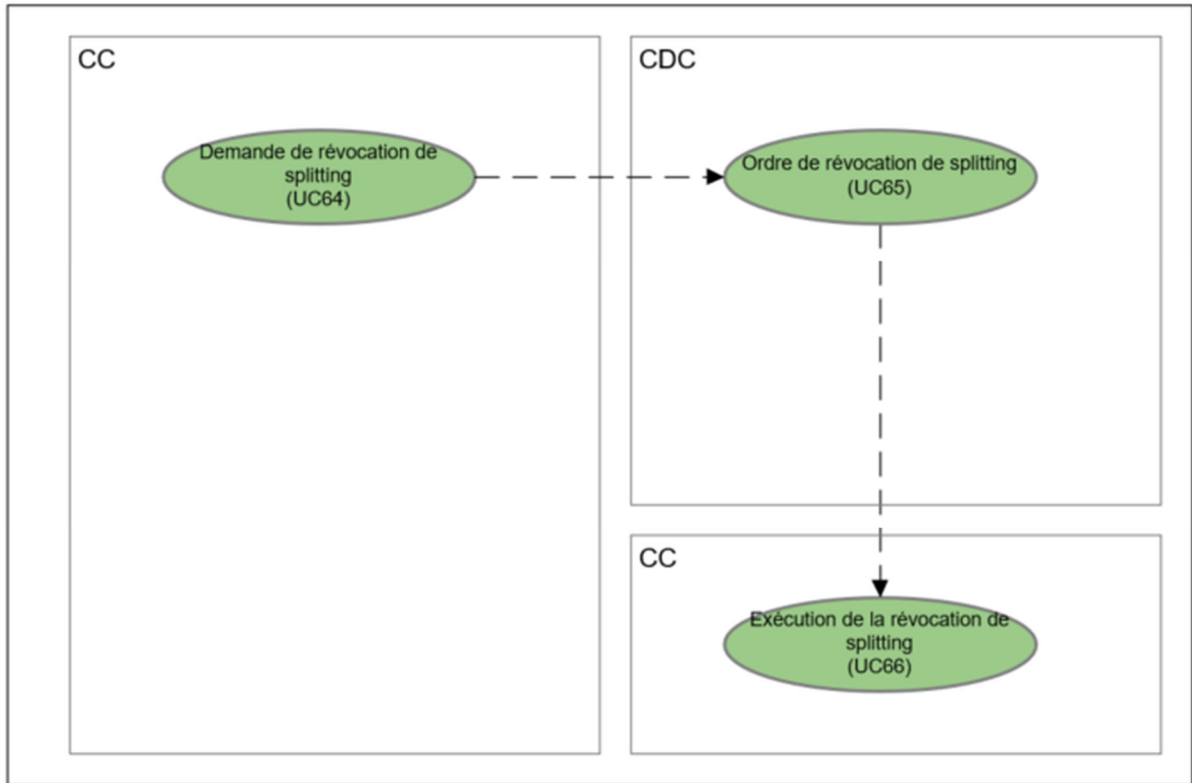 CC
Demande de révocation de
splitting
(UC64)
CDC
Ordre de révocation de splitting
(UC65)
CC
Exécution de la révocation de
splitting
(UC66)